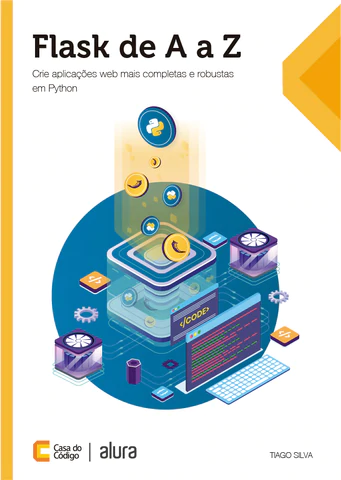 Flask de A a Z
Crie aplicações web mais completas e robustas
em Python
</CODE>
Casa do
Código
alura
TIAGO SILVA